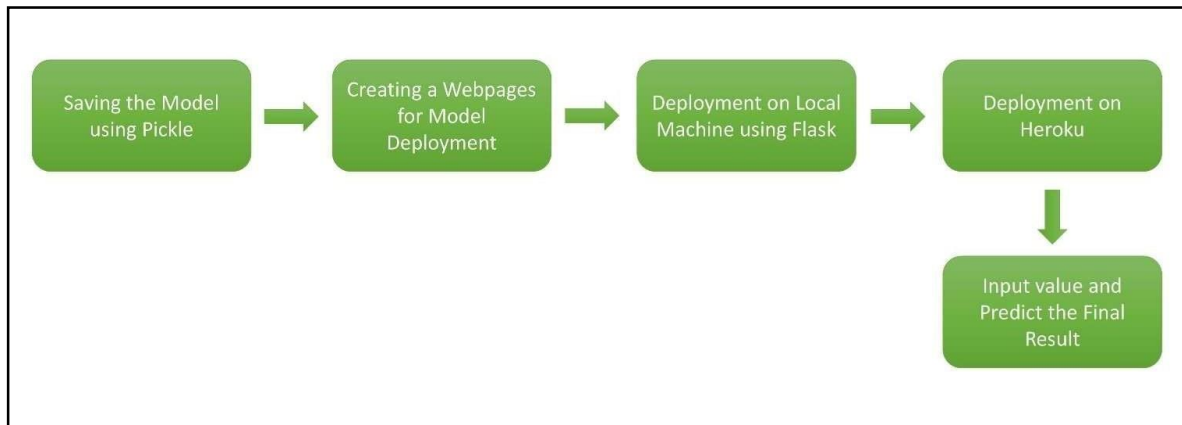 Saving the Model
using Pickle
Creating a Webpages
for Model
Deployment
Deployment on Local
Machine using Flask
Deployment on
Heroku
Input value and
Predict the Final
Result